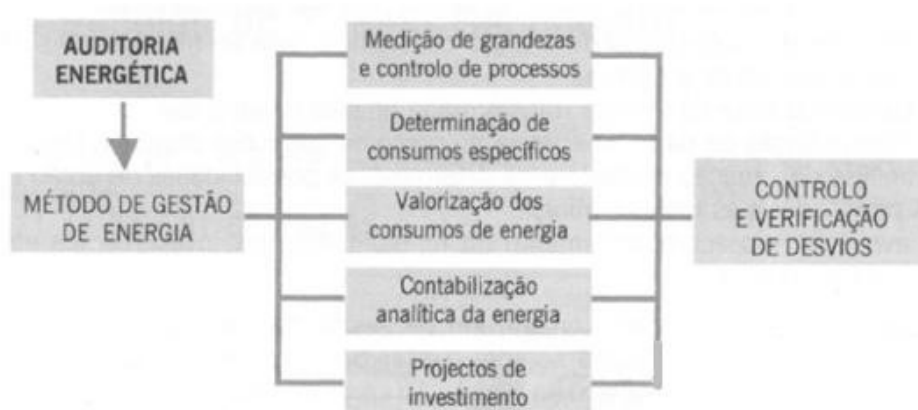 AUDITORIA
ENERGÉTICA
MÉTODO DE GESTÃO
DE ENERGIA
Medição de grandezas
e controlo de processos
Determinação de
consumos específicos
Valorização dos
consumos de energia
Contabilização
analítica da energia
Projectos de
investimento
CONTROLO
E VERIFICAÇÃO
DE DESVIOS